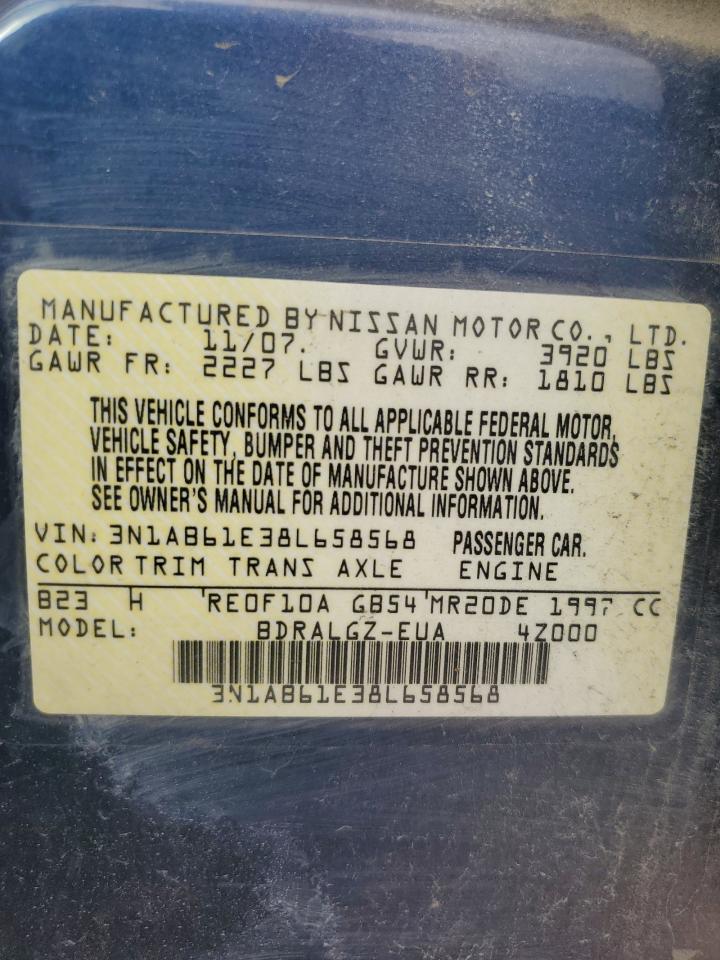 MANUFACTURED BY NISSAN MOTOR CO., LTD.
DATE: 11/07. GVWR: 3920 LBS
GAWR FR: 2227 LBS GAWR RR: 1810 LBS
THIS VEHICLE CONFORMS TO ALL APPLICABLE FEDERAL MOTOR,
VEHICLE SAFETY, BUMPER AND THEFT PREVENTION STANDARDS
IN EFFECT ON THE DATE OF MANUFACTURE SHOWN ABOVE.
SEE OWNER'S MANUAL FOR ADDITIONAL INFORMATION.
VIN: 3N1AB61E38L658568 PASSENGER CAR.
COLOR TRIM TRANS AXLE ENGINE
B23 H RE0F10A GB54 MR20DE 1997 CC
MODEL: BDRALGZ-EUA 4Z000
3N1AB61E38L658568